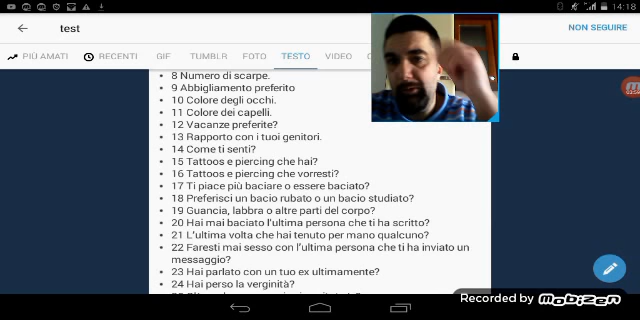 14:18
test
NON SEGUIRE
PIÙ AMATI RECENTI GIF TUMBLR FOTO TESTO VIDEO
8 Numero di scarpe.
9 Abbigliamento preferito
10 Colore degli occhi.
11 Colore dei capelli.
12 Vacanze preferite?
13 Rapporto con i tuoi genitori.
14 Come ti senti?
15 Tattoos e piercing che hai?
16 Tattoos e piercing che vorresti?
17 Ti piace più baciare o essere baciato?
18 Preferisci un bacio rubato o un bacio studiato?
19 Guancia, labbra o altre parti del corpo?
20 Hai mai baciato l'ultima persona che ti ha scritto?
21 L'ultima volta che hai tenuto per mano qualcuno?
22 Faresti mai sesso con l'ultima persona che ti ha inviato un
messaggio?
23 Hai parlato con un tuo ex ultimamente?
24 Hai perso la verginità?
Recorded by Mobizen